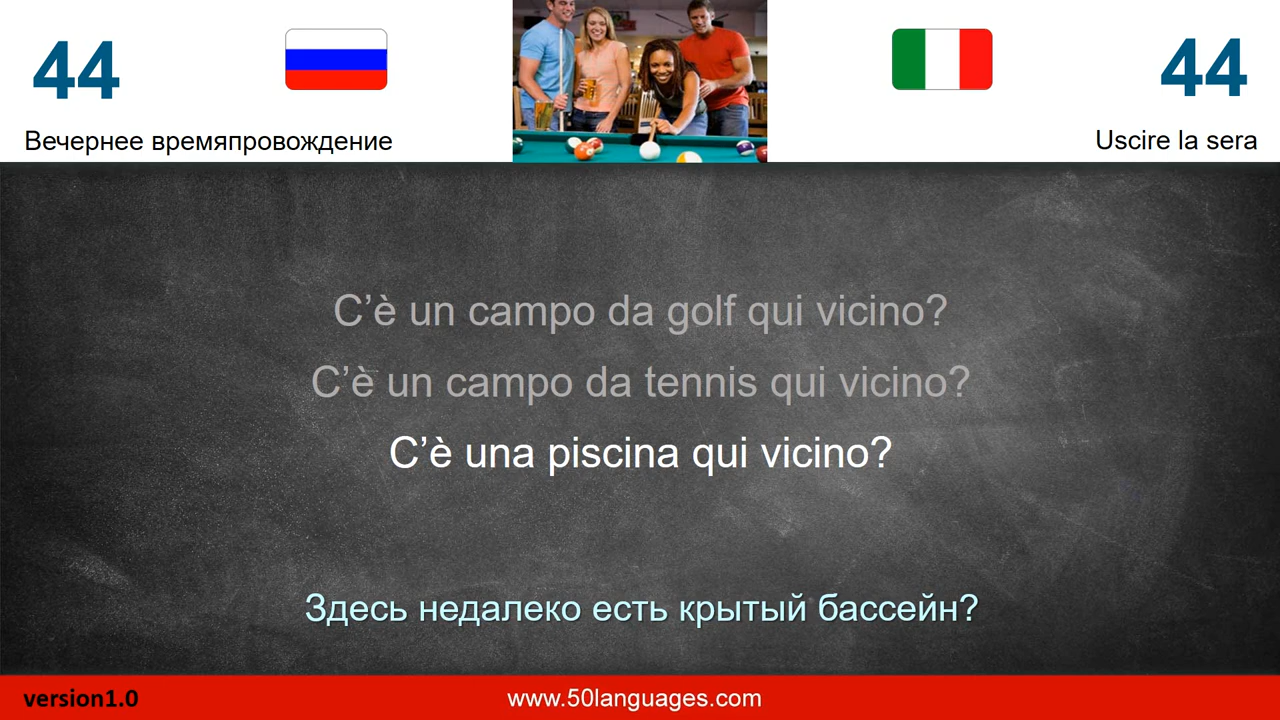 44
44
Вечернее времяпровождение
Uscire la sera
C’è un campo da golf qui vicino?
C’è un campo da tennis qui vicino?
C’è una piscina qui vicino?
Здесь недалеко есть крытый бассейн?
version1.0
www.50languages.com